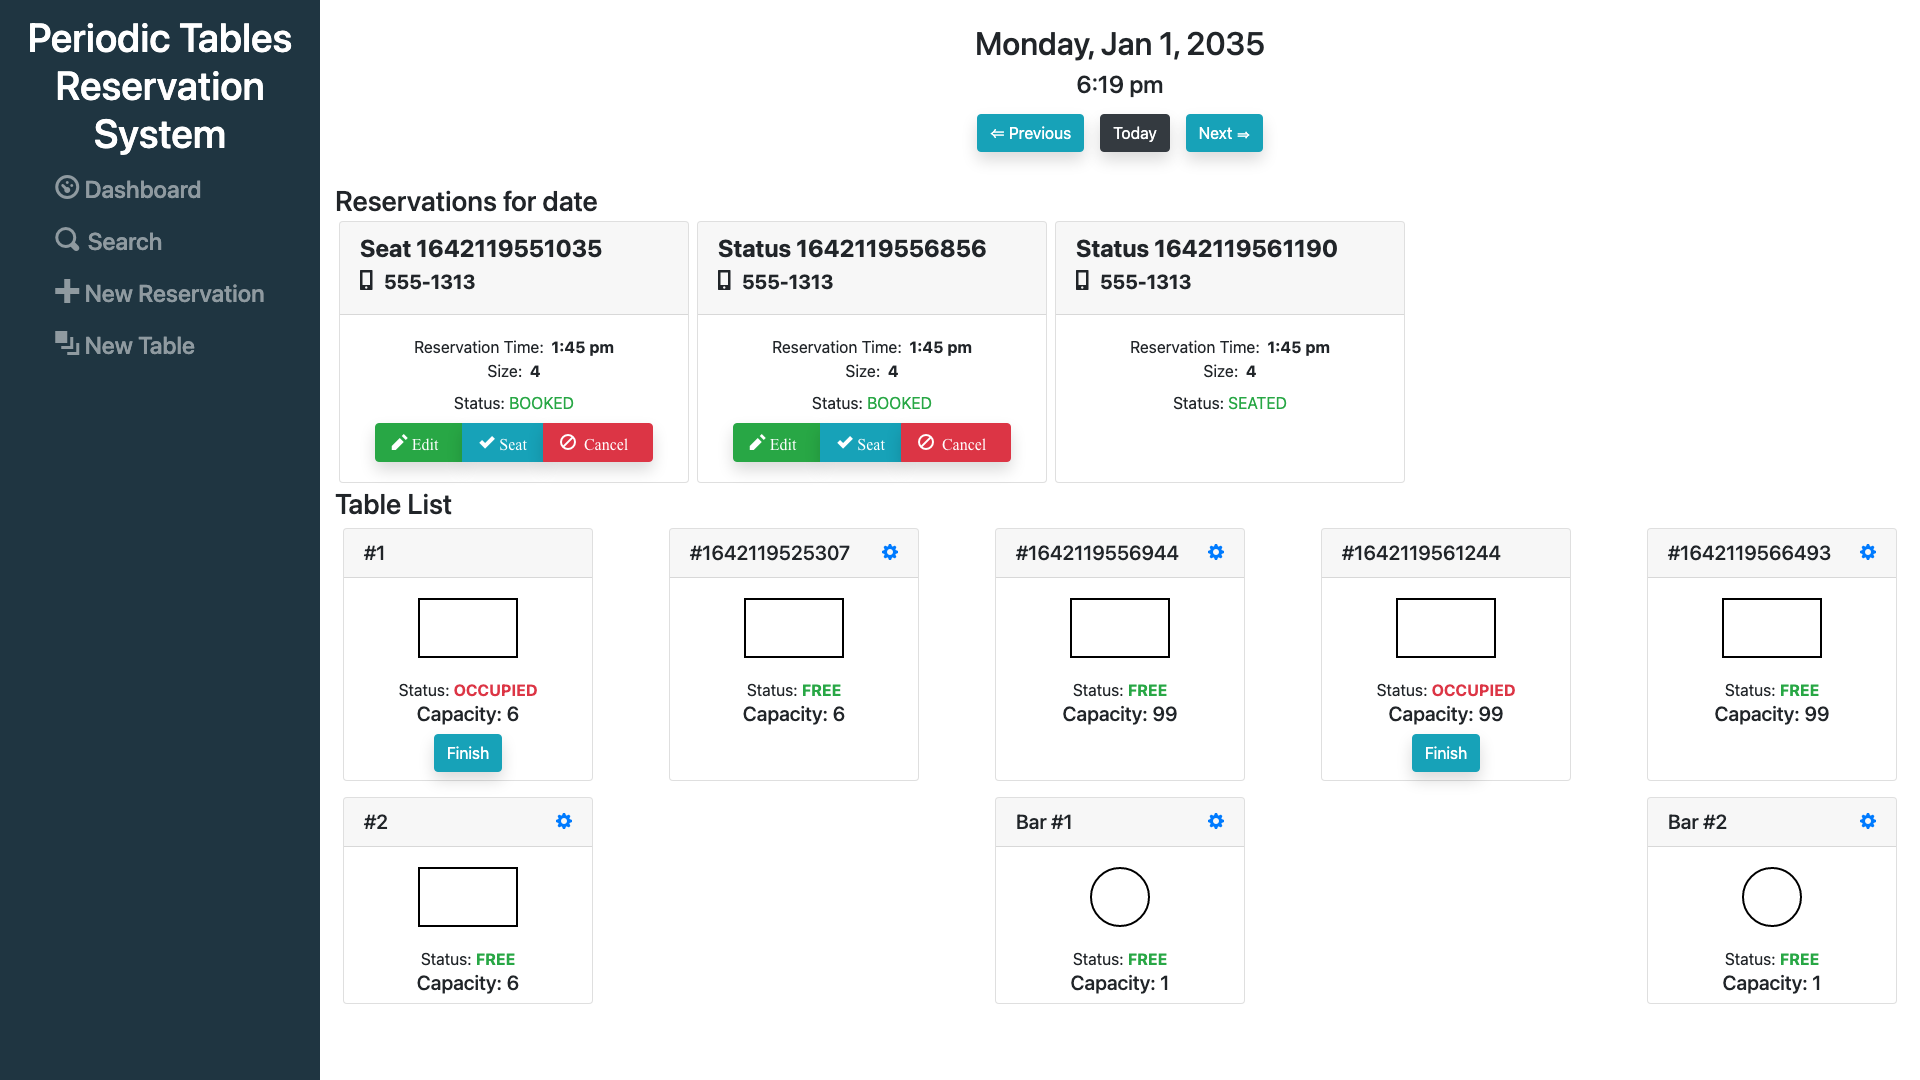 Periodic Tables
Reservation
System
Dashboard
Search
New Reservation
New Table
Monday, Jan 1, 2035
6:19 pm
⇐ Previous
Today
Next ⇒
Reservations for date
Seat 1642119551035
555-1313
Reservation Time: 1:45 pm
Size: 4
Status: BOOKED
Edit
Seat
Cancel
Status 1642119556856
555-1313
Reservation Time: 1:45 pm
Size: 4
Status: BOOKED
Edit
Seat
Cancel
Status 1642119561190
555-1313
Reservation Time: 1:45 pm
Size: 4
Status: SEATED
Table List
#1
Status: OCCUPIED
Capacity: 6
Finish
#1642119525307
Status: FREE
Capacity: 6
#1642119556944
Status: FREE
Capacity: 99
#1642119561244
Status: OCCUPIED
Capacity: 99
Finish
#1642119566493
Status: FREE
Capacity: 99
#2
Status: FREE
Capacity: 6
Bar #1
Status: FREE
Capacity: 1
Bar #2
Status: FREE
Capacity: 1